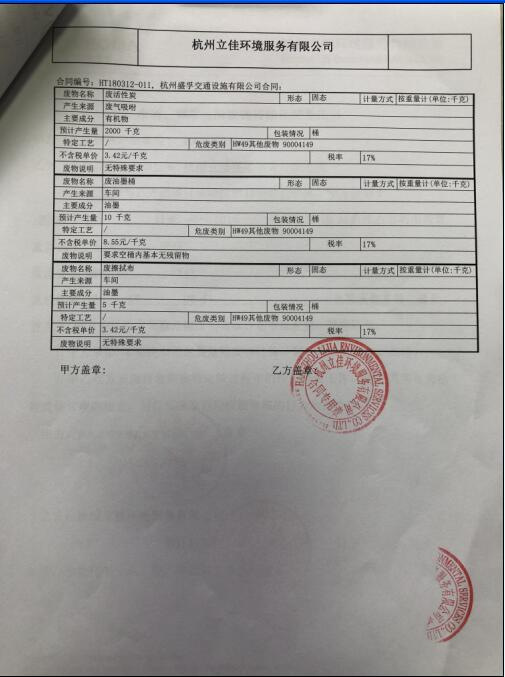 杭州立佳环境服务有限公司
合同编号: HT180312-011, 杭州盛孚交通设施有限公司合同:
废物名称 废活性炭 形态 固态 计量方式 按重量计(单位:千克)
产生来源 废气吸咐
主要成分 有机物
预计产生量 2000 千克 包装情况 桶
特定工艺 / 危废类别 HW49其他废物 90004149
不含税单价 3.42元/千克 税率 17%
废物说明 无特殊要求
废物名称 废油墨桶 形态 固态 计量方式 按重量计(单位:千克)
产生来源 车间
主要成分 油墨
预计产生量 10 千克 包装情况 桶
特定工艺 / 危废类别 HW49其他废物 90004149
不含税单价 8.55元/千克 税率 17%
废物说明 要求空桶内基本无残留物
废物名称 废擦拭布 形态 固态 计量方式 按重量计(单位:千克)
产生来源 车间
主要成分 油墨
预计产生量 5 千克 包装情况 桶
特定工艺 / 危废类别 HW49其他废物 90004149
不含税单价 3.42元/千克 税率 17%
废物说明 无特殊要求
甲方盖章: 乙方盖章:
HANGZHOU LIJIA ENVIRONMENTAL SERVICES CO.,LTD.
杭州立佳环境服务有限公司
合同专用章
ENVIRONMENTAL SERVICES CO.,LTD.
服务有限公司